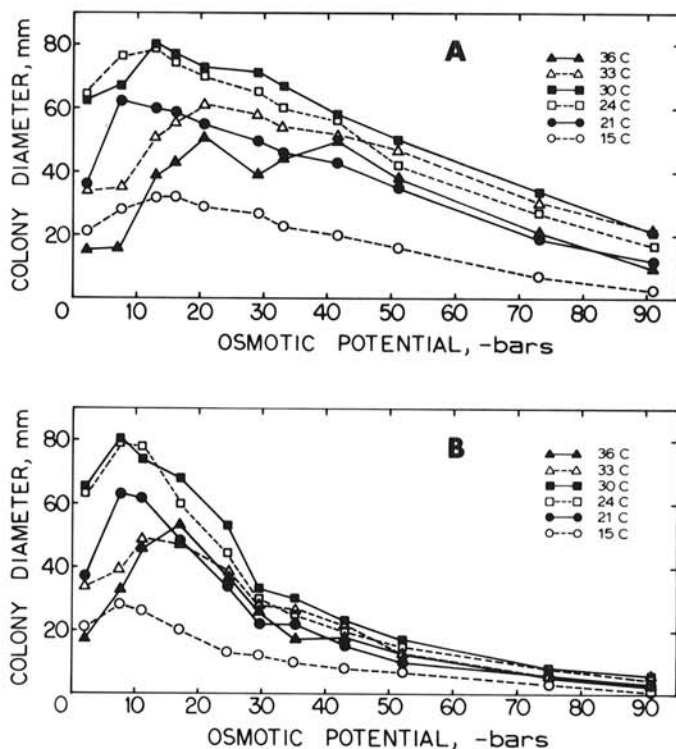 A
80
60
40
20
COLONY DIAMETER, mm
36 C
33 C
30 C
24 C
21 C
15 C
0 10 20 30 40 50 60 70 80 90
OSMOTIC POTENTIAL, -bars
B
80
60
40
20
COLONY DIAMETER, mm
36 C
33 C
30 C
24 C
21 C
15 C
0 10 20 30 40 50 60 70 80 90
OSMOTIC POTENTIAL, -bars